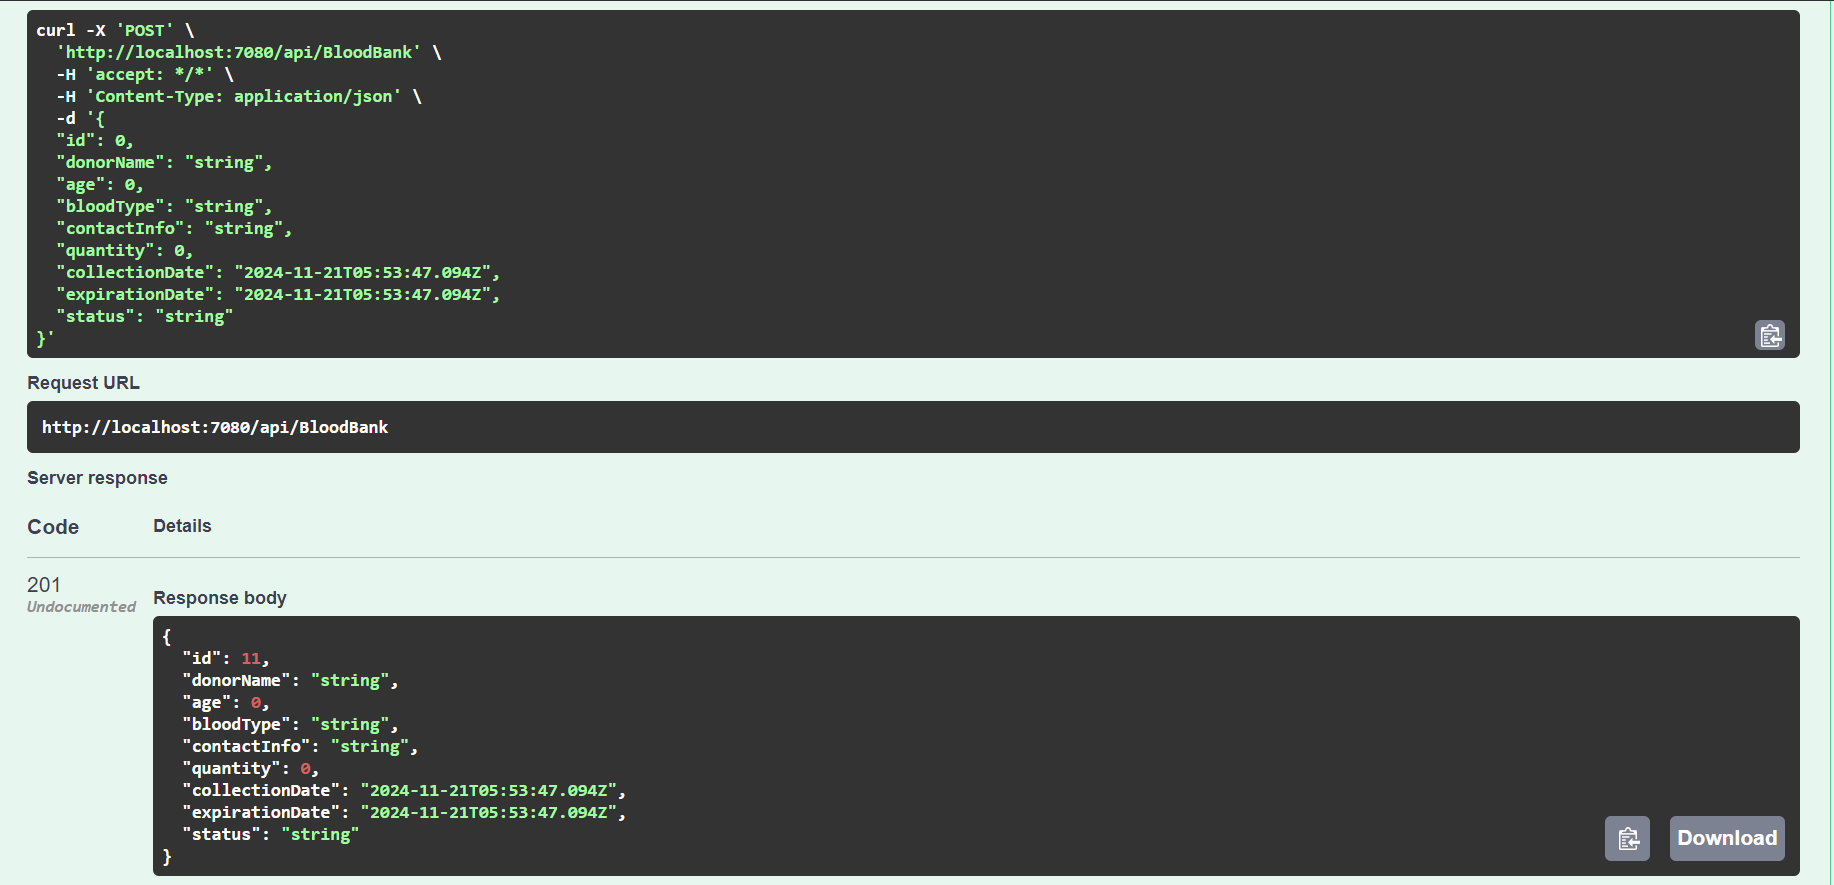 curl -X 'POST' \
  'http://localhost:7080/api/BloodBank' \
  -H 'accept: */*' \
  -H 'Content-Type: application/json' \
  -d '{
  "id": 0,
  "donorName": "string",
  "age": 0,
  "bloodType": "string",
  "contactInfo": "string",
  "quantity": 0,
  "collectionDate": "2024-11-21T05:53:47.094Z",
  "expirationDate": "2024-11-21T05:53:47.094Z",
  "status": "string"
}'
Request URL
http://localhost:7080/api/BloodBank
Server response
Code Details
201
Undocumented
Response body
{
  "id": 11,
  "donorName": "string",
  "age": 0,
  "bloodType": "string",
  "contactInfo": "string",
  "quantity": 0,
  "collectionDate": "2024-11-21T05:53:47.094Z",
  "expirationDate": "2024-11-21T05:53:47.094Z",
  "status": "string"
}
Download